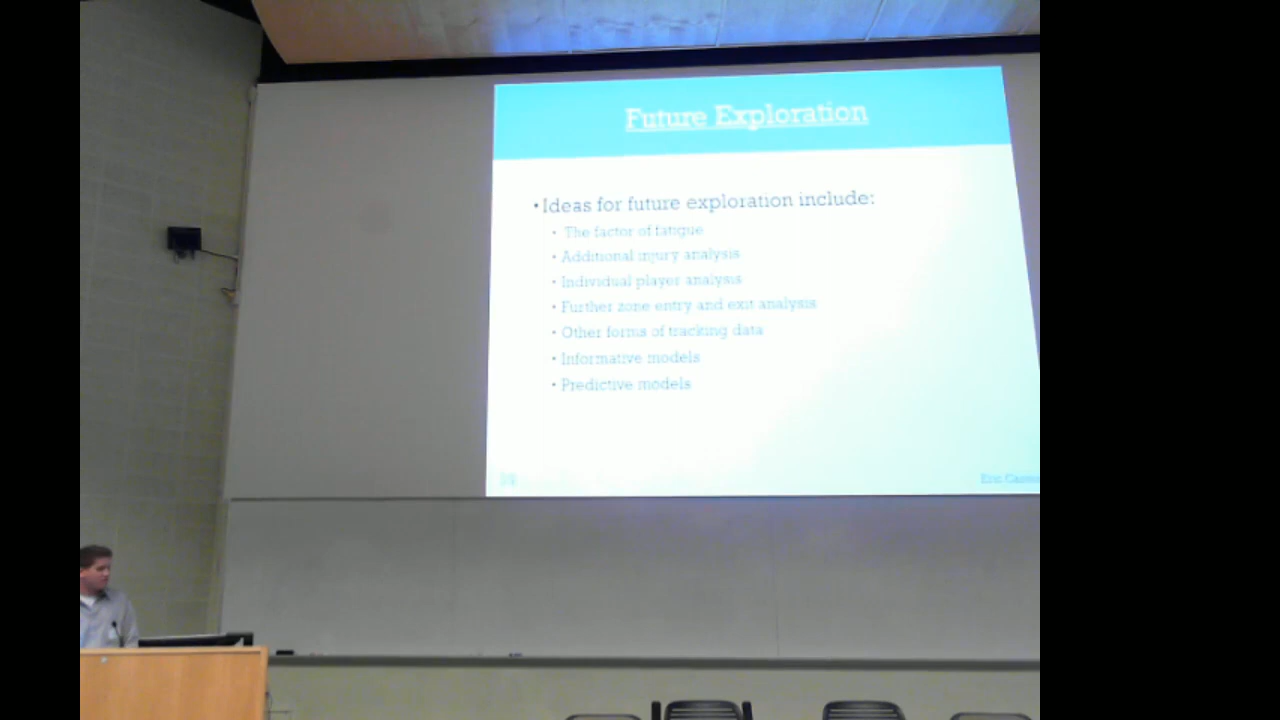 Future Exploration
•Ideas for future exploration include:
• The factor of fatigue
• Additional injury analysis
• Individual player analysis
• Further zone entry and exit analysis
• Other forms of tracking data
• Informative models
• Predictive models
Eric